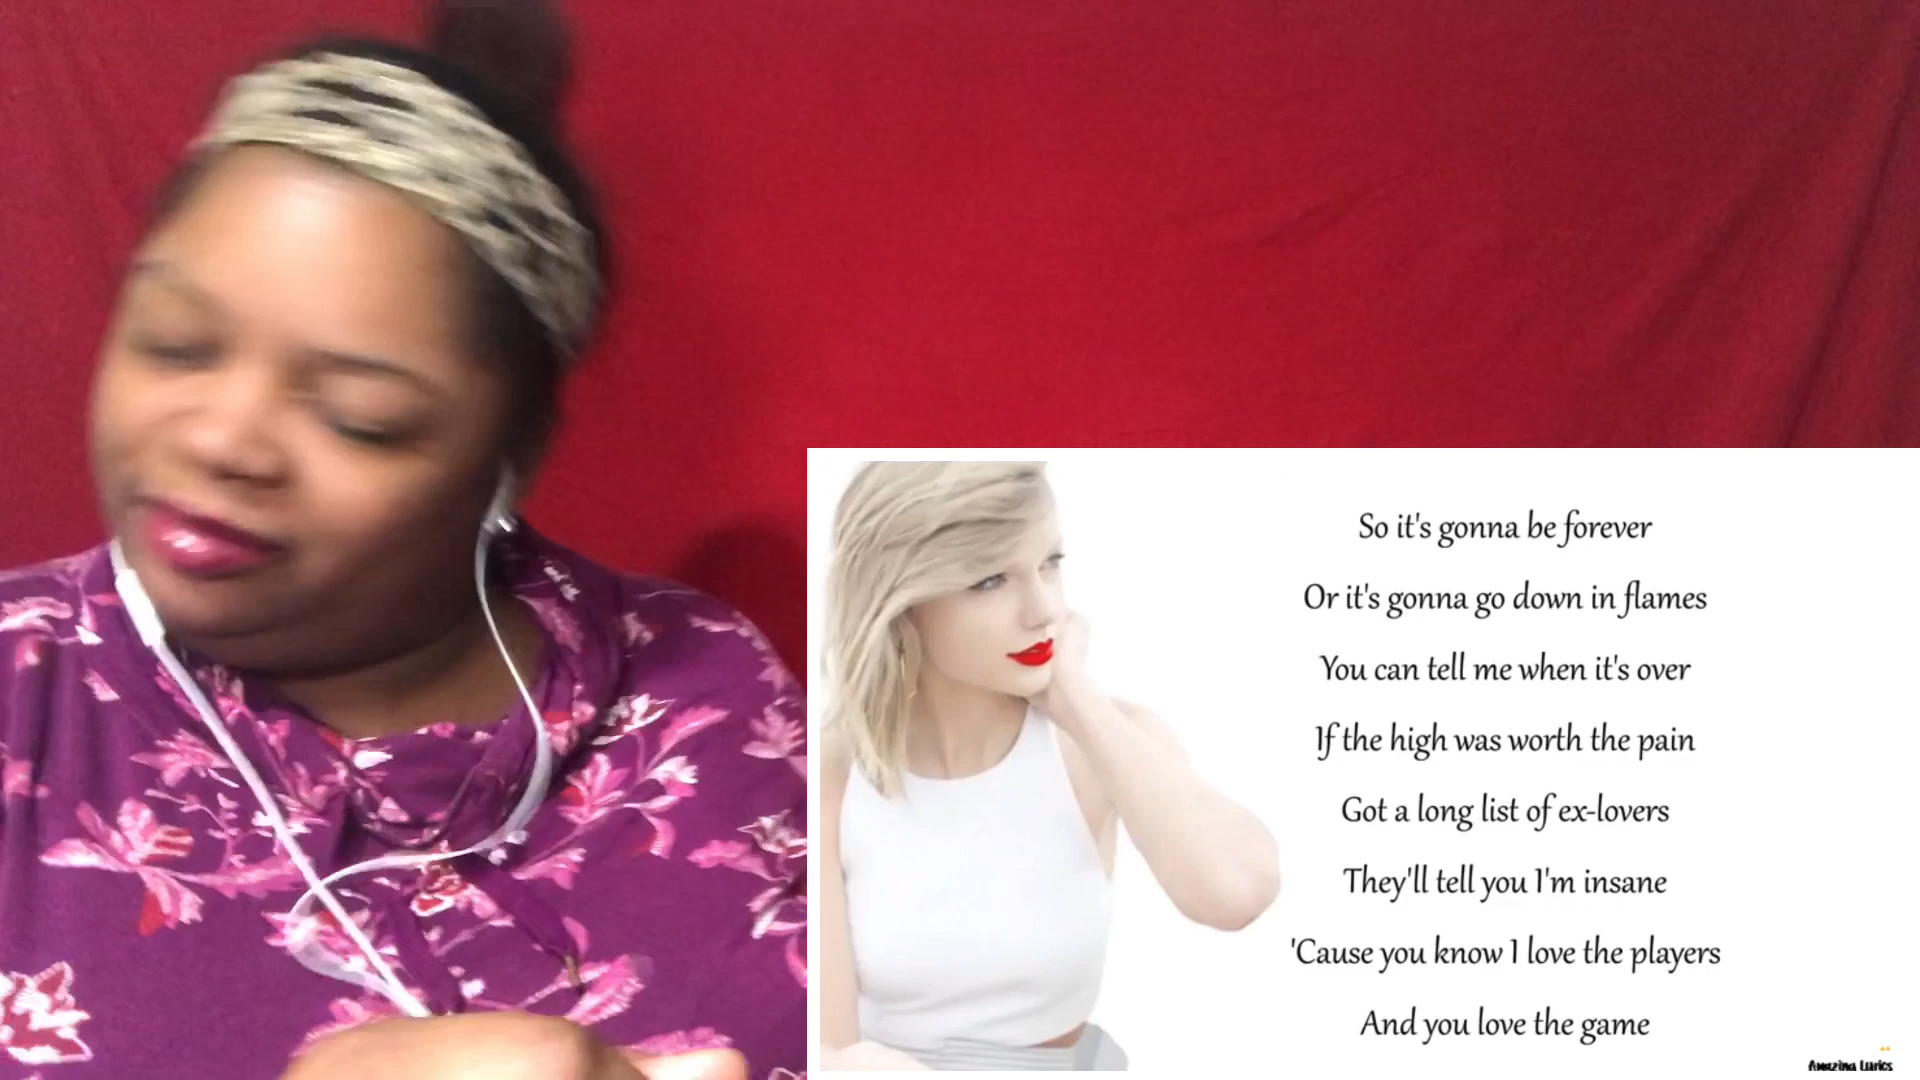 So it's gonna be forever
Or it's gonna go down in flames
You can tell me when it's over
If the high was worth the pain
Got a long list of ex-lovers
They'll tell you I'm insane
'Cause you know I love the players
And you love the game
Amazing Lyrics